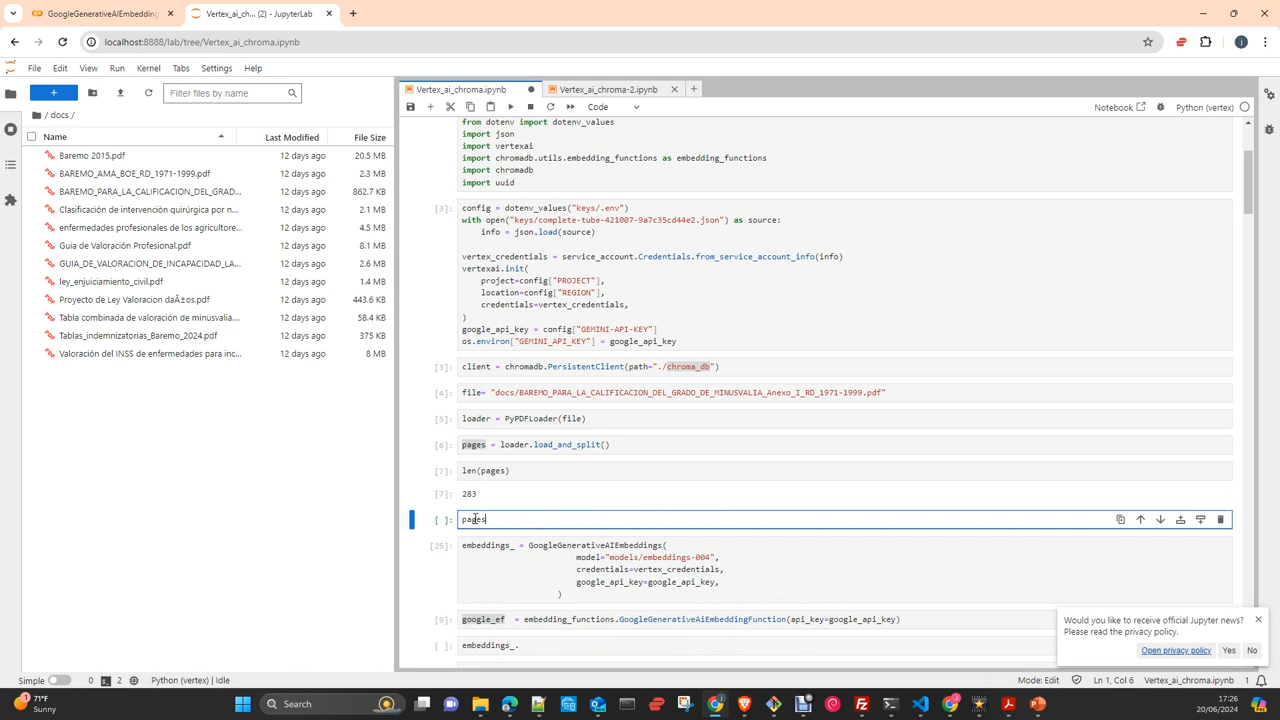 GoogleGenerativeAIEmbedding
Vertex_ai_c... (2) - JupyterLab
localhost:8888/lab/tree/Vertex_ai_chroma.ipynb
File Edit View Run Kernel Tabs Settings Help
Filter files by name
/ docs /
Name Last Modified File Size
Baremo 2015.pdf 12 days ago 20.5 MB
BAREMO_AMA_BOE_RD_1971-1999.pdf 12 days ago 2.3 MB
BAREMO_PARA_LA_CALIFICACION_DEL_GRAD... 12 days ago 862.7 KB
Clasificación de intervención quirúrgica por n... 12 days ago 2.1 MB
enfermedades profesionales de los agricultore... 12 days ago 4.5 MB
Guia de Valoración Profesional.pdf 12 days ago 8.1 MB
GUIA_DE_VALORACION_DE_INCAPACIDAD_LA... 12 days ago 2.6 MB
ley_enjuiciamiento_civil.pdf 12 days ago 1.4 MB
Proyecto de Ley Valoracion daÃ±os.pdf 12 days ago 443.6 KB
Tabla combinada de valoración de minusvalia.... 12 days ago 58.4 KB
Tablas_indemnizatorias_Baremo_2024.pdf 12 days ago 375 KB
Valoración del INSS de enfermedades para inc... 12 days ago 8 MB
Vertex_ai_chroma.ipynb
Vertex_ai_chroma-2.ipynb
Code
Notebook Python (vertex)
from dotenv import dotenv_values
import json
import vertexai
import chromadb.utils.embedding_functions as embedding_functions
import chromadb
import uuid
[3]: config = dotenv_values("keys/.env")
with open("keys/complete-tube-421007-9a7c35cd44e2.json") as source:
info = json.load(source)
vertex_credentials = service_account.Credentials.from_service_account_info(info)
vertexai.init(
project=config["PROJECT"],
location=config["REGION"],
credentials=vertex_credentials,
)
google_api_key = config["GEMINI-API-KEY"]
os.environ["GEMINI_API_KEY"] = google_api_key
[3]: client = chromadb.PersistentClient(path="./chroma_db")
[4]: file= "docs/BAREMO_PARA_LA_CALIFICACION_DEL_GRADO_DE_MINUSVALIA_Anexo_I_RD_1971-1999.pdf"
[5]: loader = PyPDFLoader(file)
[6]: pages = loader.load_and_split()
[7]: len(pages)
[7]: 283
[ ]: pages
[25]: embeddings_ = GoogleGenerativeAIEmbeddings(
model="models/embeddings-004",
credentials=vertex_credentials,
google_api_key=google_api_key,
)
[9]: google_ef = embedding_functions.GoogleGenerativeAiEmbeddingFunction(api_key=google_api_key)
[ ]: embeddings_.
Would you like to receive official Jupyter news?
Please read the privacy policy.
Open privacy policy Yes No
Simple 0 2 Python (vertex) | Idle Mode: Edit Ln 1, Col 6 Vertex_ai_chroma.ipynb 1
71°F
Sunny
Search
17:26
20/06/2024